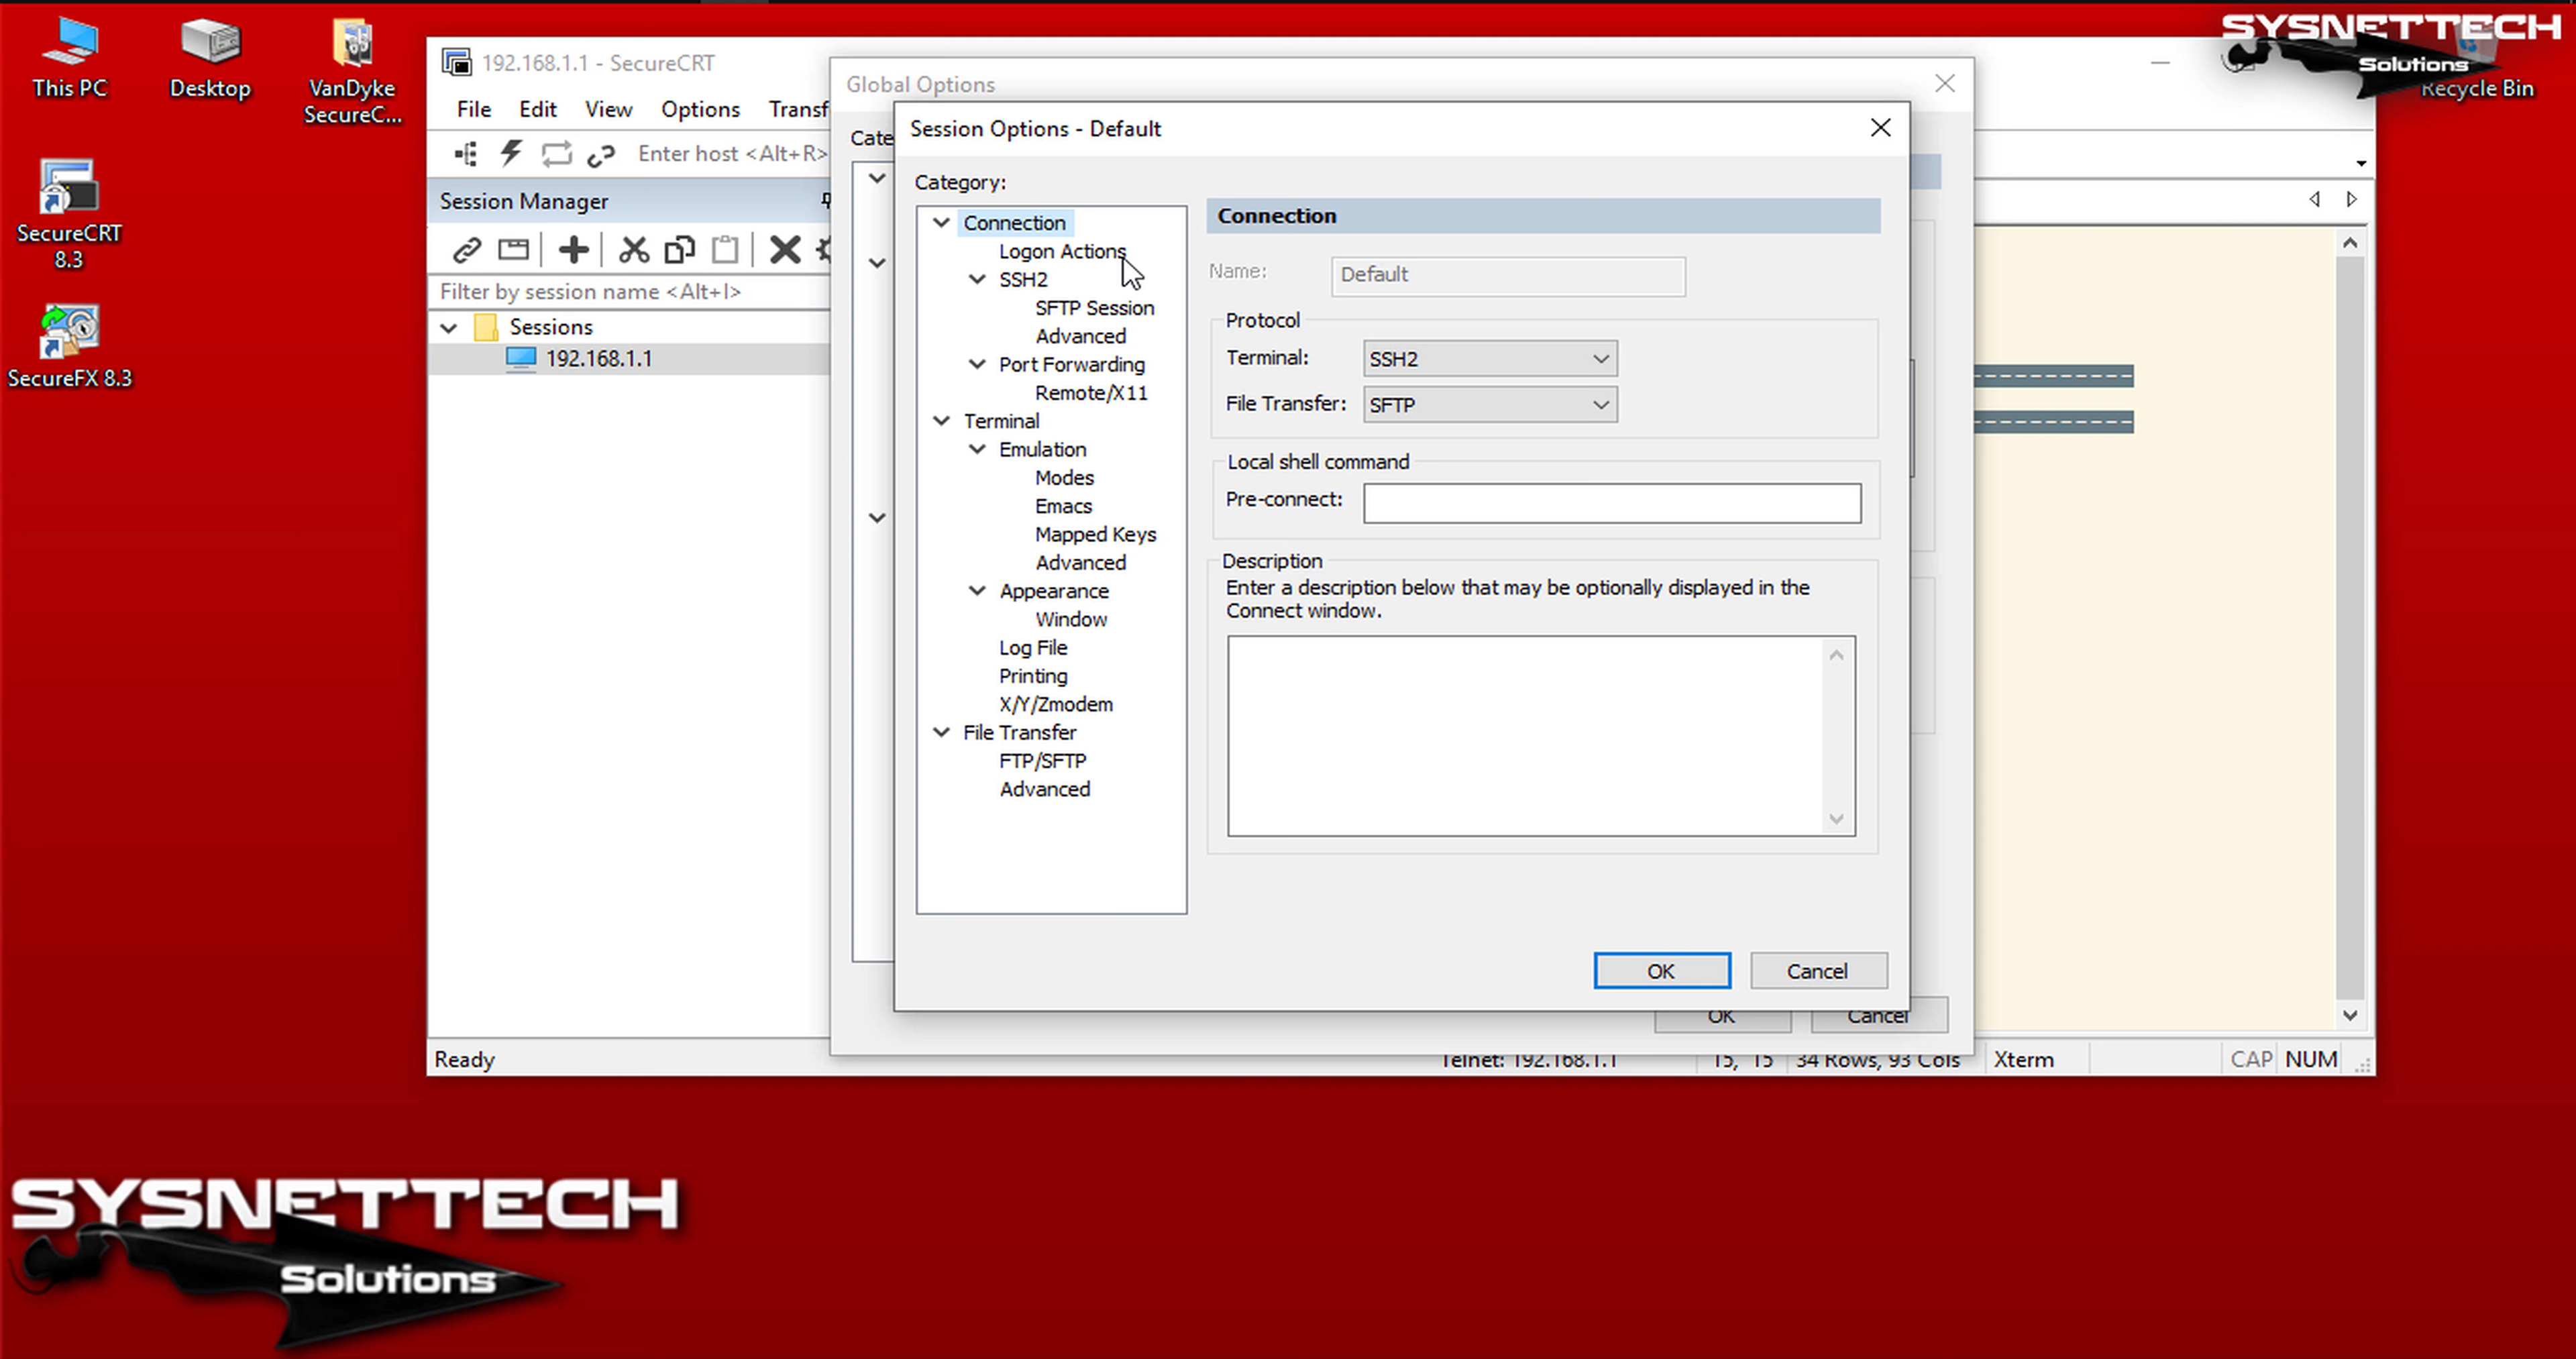 This PC
Desktop
VanDyke
SecureC...
SecureCRT
8.3
SecureFX 8.3
SYSNETTECH
Solutions
Recycle Bin
192.168.1.1 - SecureCRT
File Edit View Options Transf
Enter host <Alt+R>
Session Manager
Filter by session name <Alt+I>
Sessions
192.168.1.1
Global Options
Cate
Session Options - Default
Category:
Connection
Logon Actions
SSH2
SFTP Session
Advanced
Port Forwarding
Remote/X11
Terminal
Emulation
Modes
Emacs
Mapped Keys
Advanced
Appearance
Window
Log File
Printing
X/Y/Zmodem
File Transfer
FTP/SFTP
Advanced
Connection
Name: Default
Protocol
Terminal: SSH2
File Transfer: SFTP
Local shell command
Pre-connect:
Description
Enter a description below that may be optionally displayed in the
Connect window.
OK Cancel
OK Cancel
Ready Telnet: 192.168.1.1 15, 15 34 Rows, 93 Cols Xterm CAP NUM
SYSNETTECH
Solutions